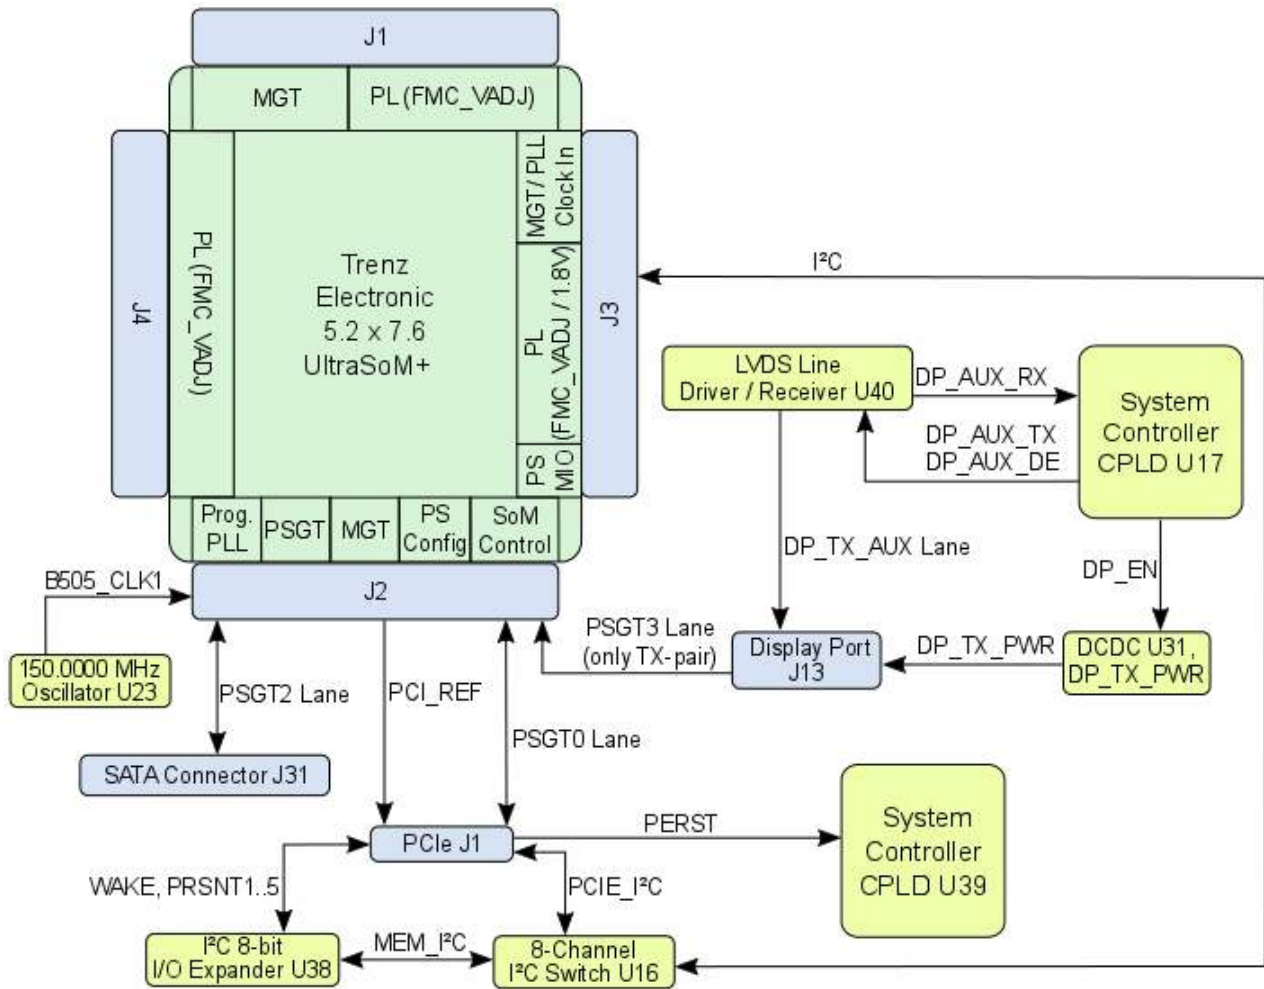 J1
MGT
PL (FMC_VADJ)
MGT/ PLL
Clock In
J4
PL (FMC_VADJ)
Trenz
Electronic
5.2 x 7.6
UltraSoM+
PL
(FMC_VADJ / 1.8V)
J3
I²C
PS
MIO
LVDS Line
Driver / Receiver U40
DP_AUX_RX
DP_AUX_TX
DP_AUX_DE
System
Controller
CPLD U17
Prog.
PLL
PSGT
MGT
PS
Config
SoM
Control
DP_TX_AUX Lane
DP_EN
B505_CLK1
J2
150.0000 MHz
Oscillator U23
PSGT2 Lane
PCI_REF
PSGT0 Lane
PSGT3 Lane
(only TX-pair)
Display Port
J13
DP_TX_PWR
DCDC U31,
DP_TX_PWR
SATA Connector J31
PCIe J1
PERST
System
Controller
CPLD U39
WAKE, PRSNT1..5
PCIE_I²C
I²C 8-bit
I/O Expander U38
MEM_I²C
8-Channel
I²C Switch U16